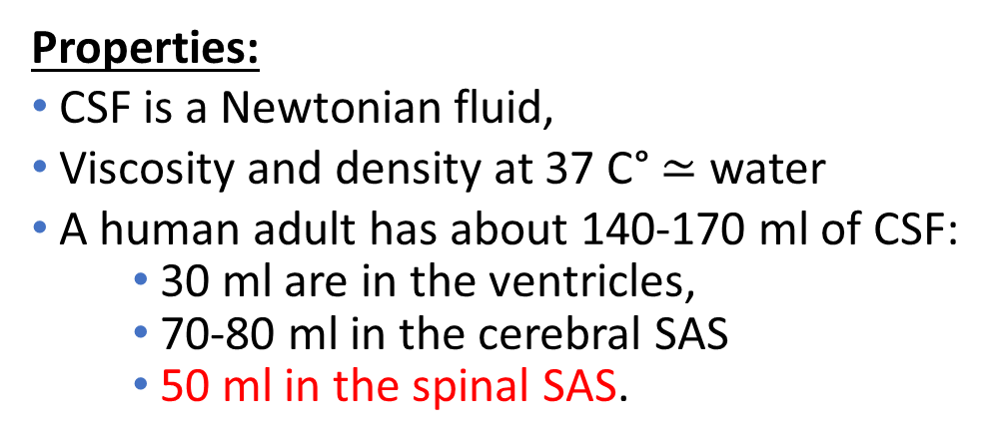 Properties:
• CSF is a Newtonian fluid,
• Viscosity and density at 37 C° ≃ water
• A human adult has about 140-170 ml of CSF:
• 30 ml are in the ventricles,
• 70-80 ml in the cerebral SAS
• 50 ml in the spinal SAS.